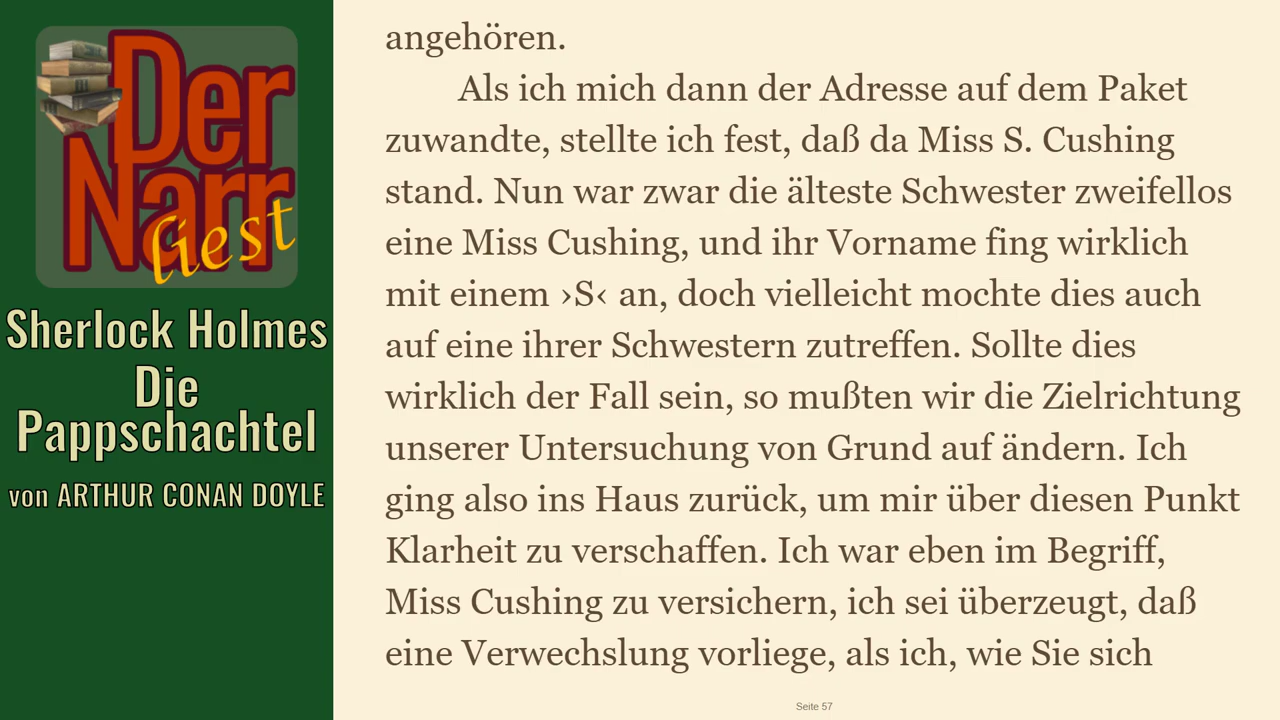 Der
Narr
liest
Sherlock Holmes
Die
Pappschachtel
von ARTHUR CONAN DOYLE
angehören.
Als ich mich dann der Adresse auf dem Paket
zuwandte, stellte ich fest, daß da Miss S. Cushing
stand. Nun war zwar die älteste Schwester zweifellos
eine Miss Cushing, und ihr Vorname fing wirklich
mit einem ›S‹ an, doch vielleicht mochte dies auch
auf eine ihrer Schwestern zutreffen. Sollte dies
wirklich der Fall sein, so mußten wir die Zielrichtung
unserer Untersuchung von Grund auf ändern. Ich
ging also ins Haus zurück, um mir über diesen Punkt
Klarheit zu verschaffen. Ich war eben im Begriff,
Miss Cushing zu versichern, ich sei überzeugt, daß
eine Verwechslung vorliege, als ich, wie Sie sich
Seite 57